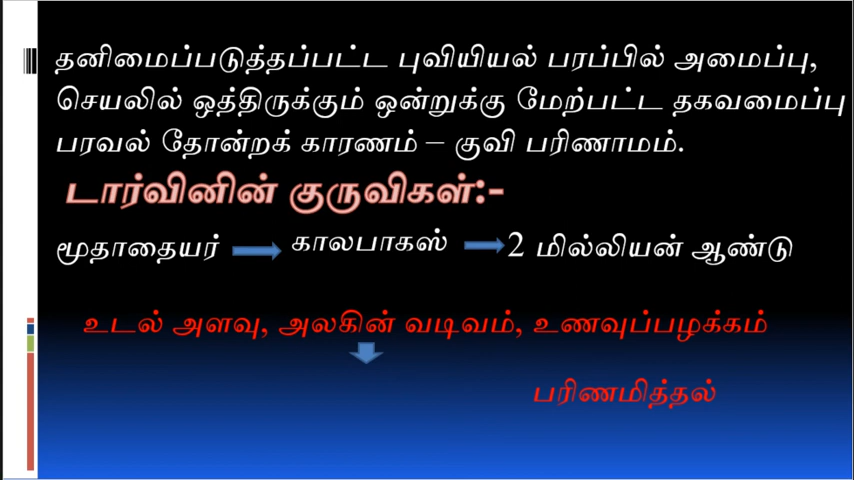 தனிமைப்படுத்தப்பட்ட புவியியல் பரப்பில் அமைப்பு,
செயலில் ஒத்திருக்கும் ஒன்றுக்கு மேற்பட்ட தகவமைப்பு
பரவல் தோன்றக் காரணம் – குவி பரிணாமம்.
டார்வினின் குருவிகள்:-
மூதாதையர் காலபாகஸ் 2 மில்லியன் ஆண்டு
உடல் அளவு, அலகின் வடிவம், உணவுப்பழக்கம்
பரிணமித்தல்